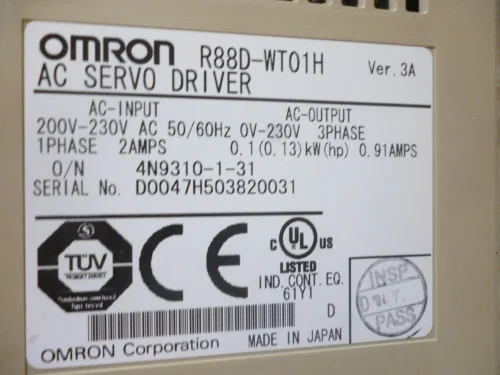 OMRON R88D-WT01H Ver.3A
AC SERVO DRIVER
AC-INPUT AC-OUTPUT
200V-230V AC 50/60Hz 0V-230V 3PHASE
1PHASE 2AMPS 0.1(0.13)kW(hp) 0.91AMPS
O/N 4N9310-1-31
SERIAL No. D0047H503820031
TÜV
CE
C UL US
LISTED
IND. CONT. EQ.
61Y1
D
INSP
PASS
OMRON Corporation MADE IN JAPAN